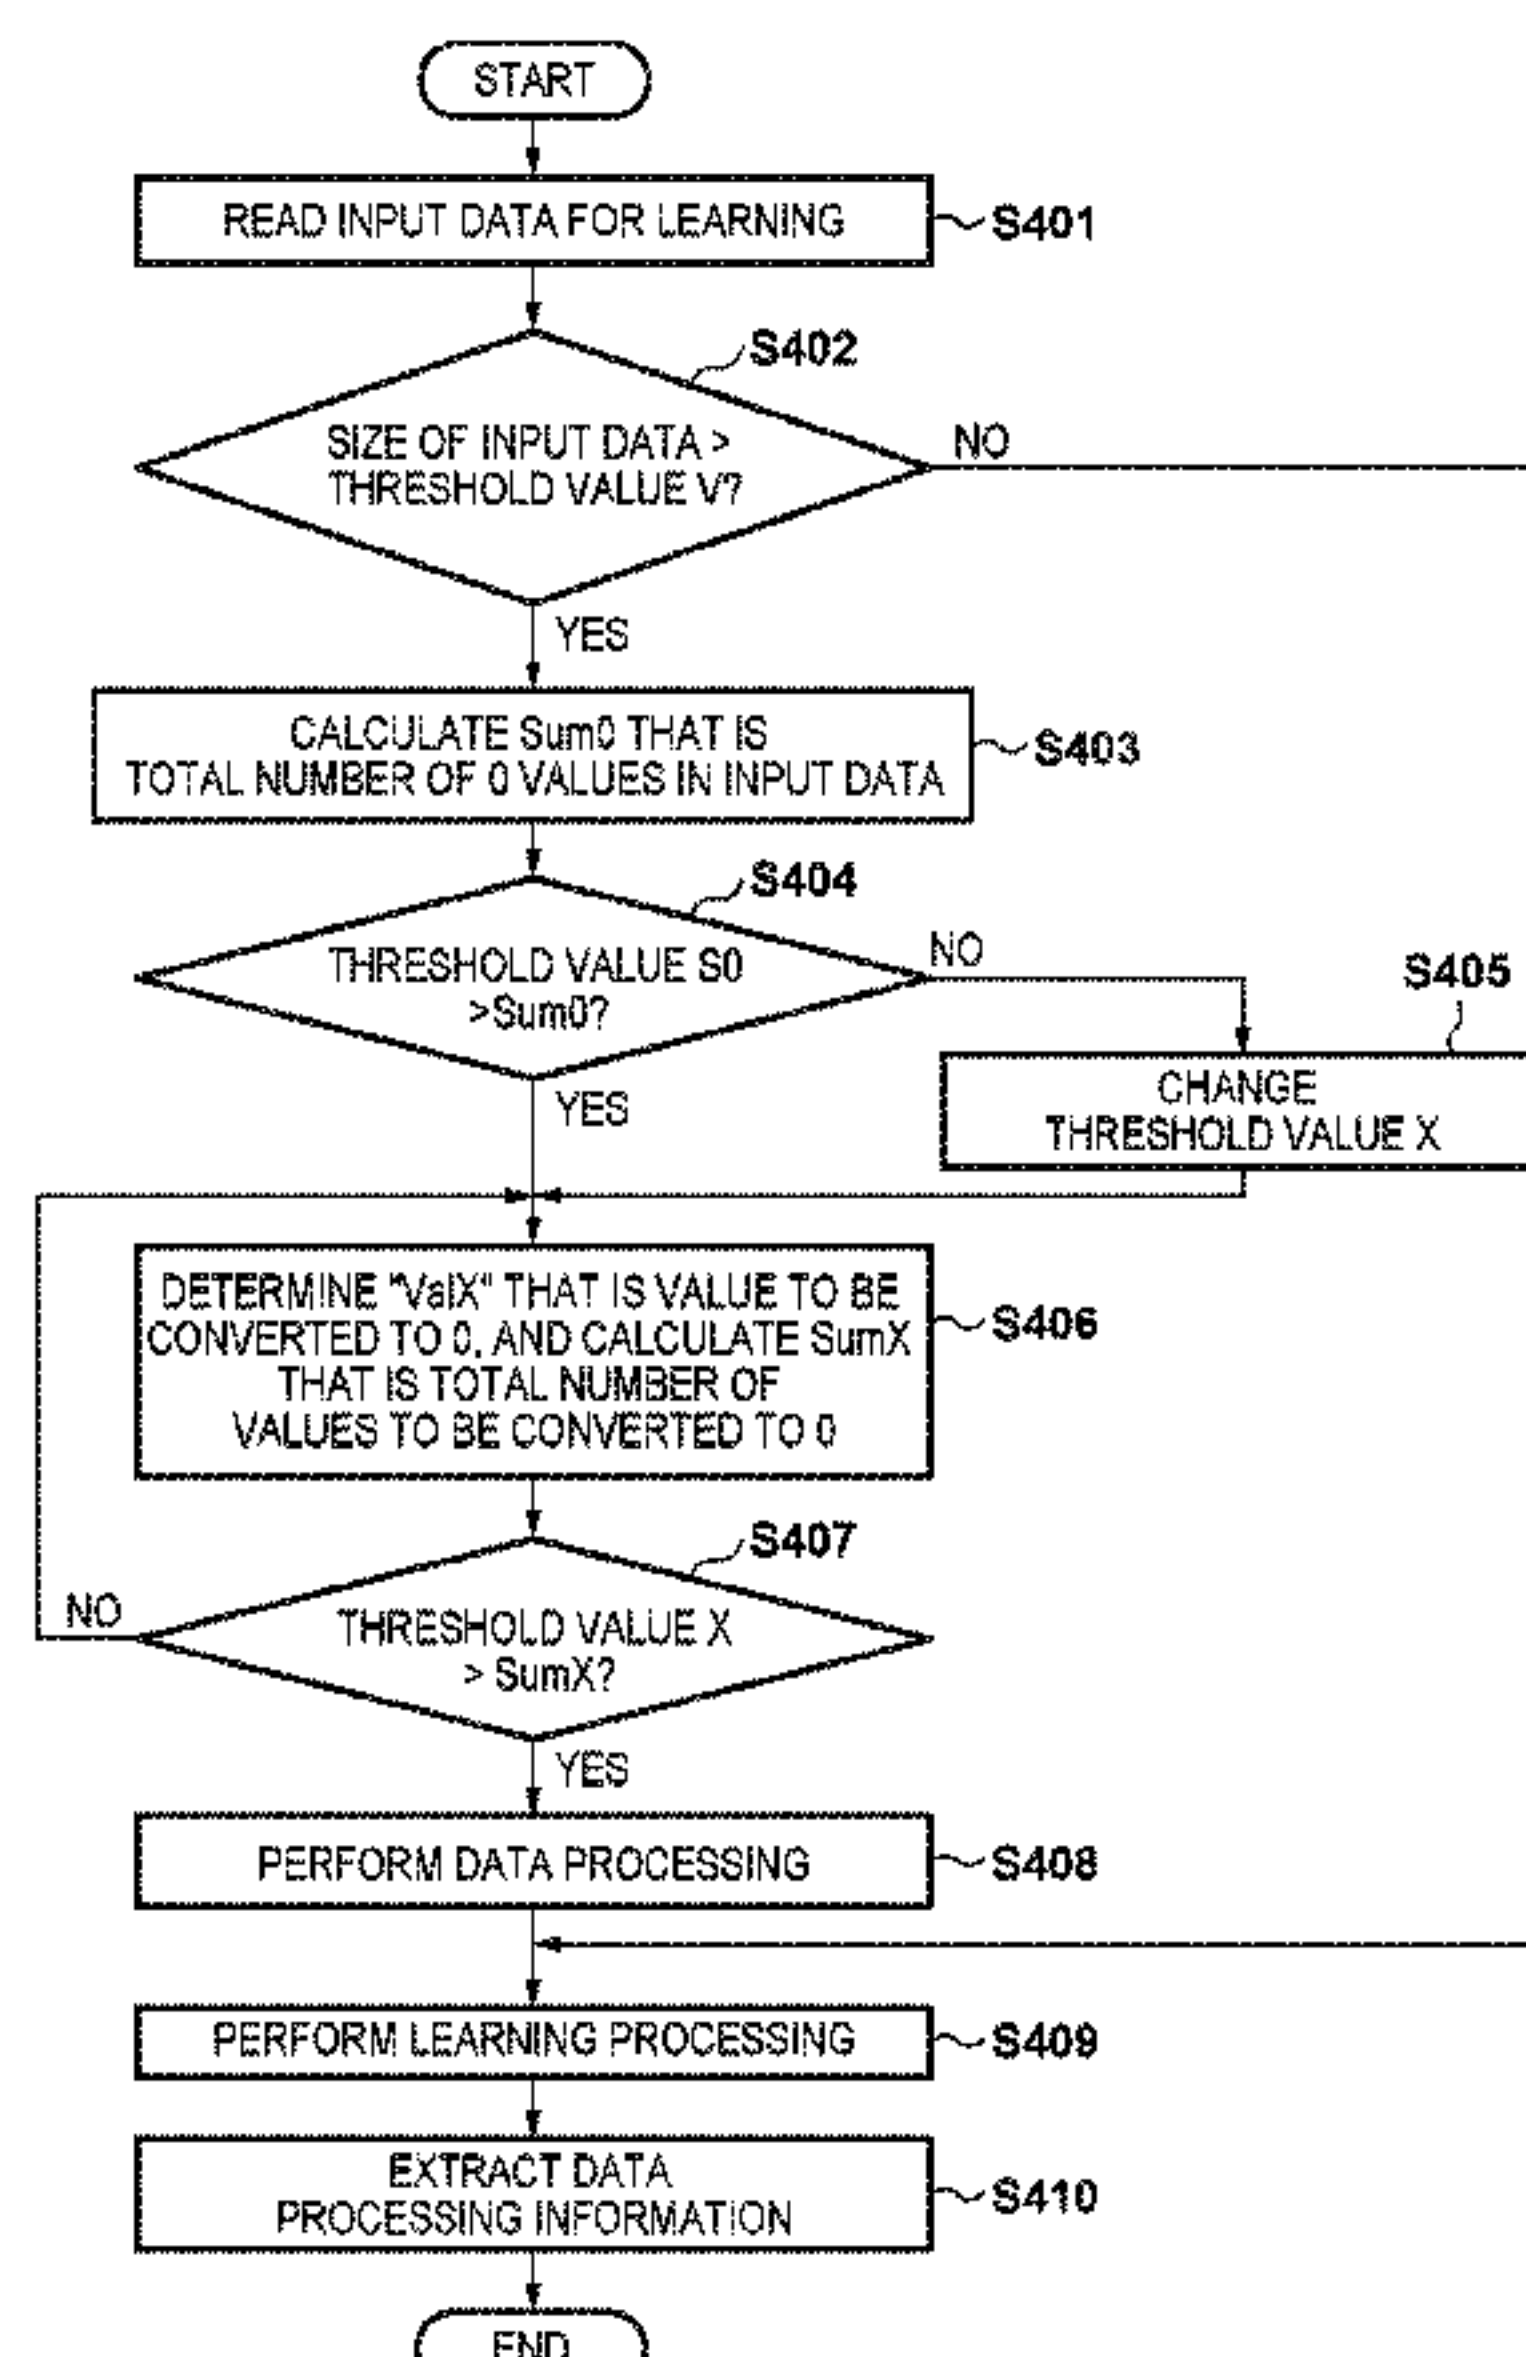 START
READ INPUT DATA FOR LEARNING
S401
S402
SIZE OF INPUT DATA >
THRESHOLD VALUE V?
NO
YES
CALCULATE Sum0 THAT IS
TOTAL NUMBER OF 0 VALUES IN INPUT DATA
S403
S404
THRESHOLD VALUE S0
>Sum0?
NO
YES
S405
CHANGE
THRESHOLD VALUE X
DETERMINE "ValX" THAT IS VALUE TO BE
CONVERTED TO 0, AND CALCULATE SumX
THAT IS TOTAL NUMBER OF
VALUES TO BE CONVERTED TO 0
S406
S407
THRESHOLD VALUE X
> SumX?
NO
YES
PERFORM DATA PROCESSING
S408
PERFORM LEARNING PROCESSING
S409
EXTRACT DATA
PROCESSING INFORMATION
S410
END